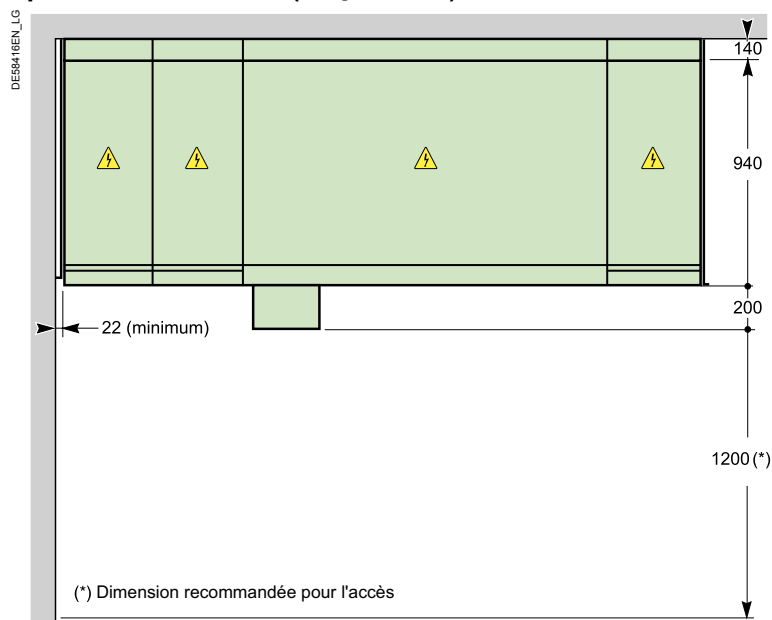 DE58416EN_LG
140
940
200
22 (minimum)
1200 (*)
(*) Dimension recommandée pour l'accès